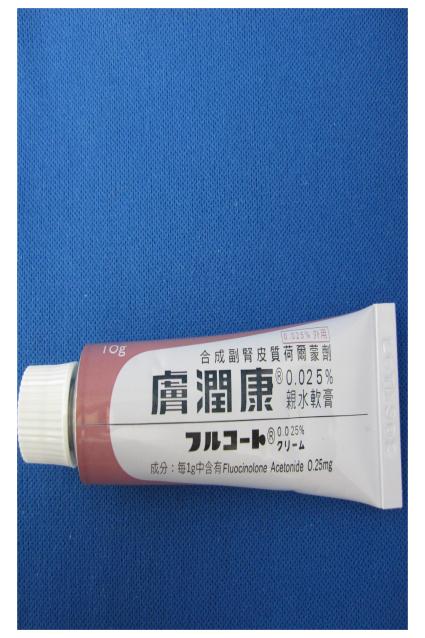 10g
0.025% 外用
合成副腎皮質荷爾蒙劑
膚潤康® 0.025%
親水軟膏
フルコート® 0.025%
クリーム
成分：每1g中含有Fluocinolone Acetonide 0.25mg